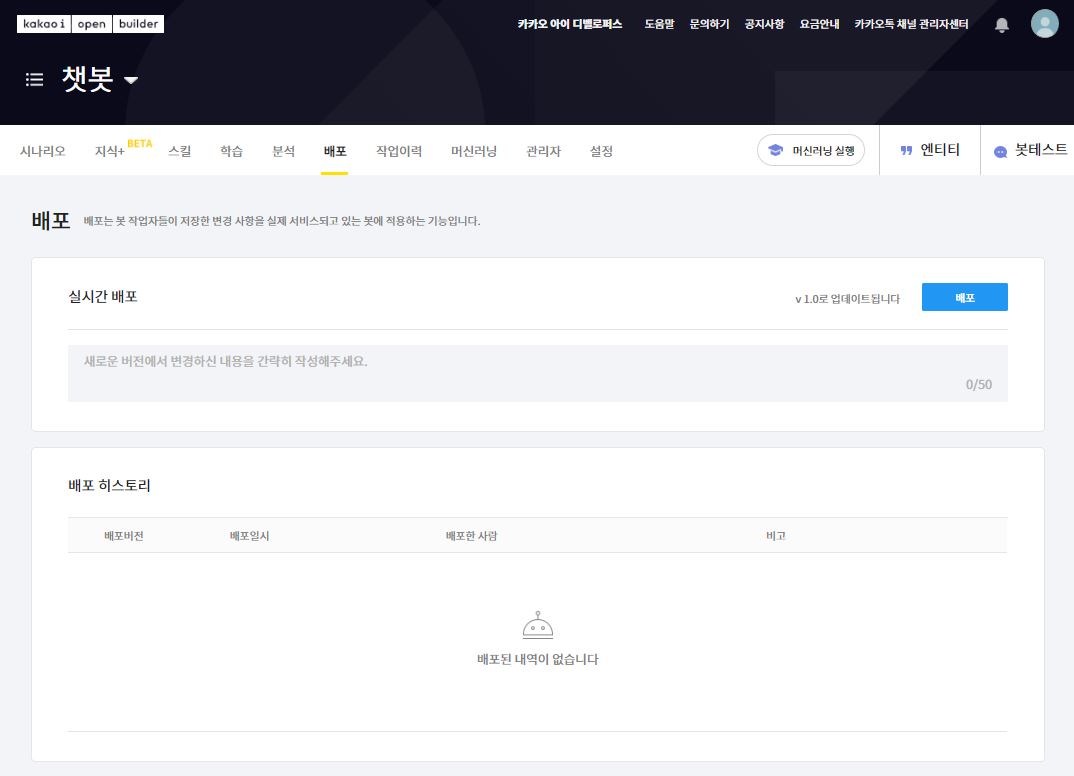 kakao i open builder
카카오 아이 디벨로퍼스 도움말 문의하기 공지사항 요금안내 카카오톡 채널 관리자센터
챗봇
시나리오 지식+ BETA 스킬 학습 분석 배포 작업이력 머신러닝 관리자 설정 머신러닝 실행 엔티티 봇테스트
배포 배포는 봇 작업자들이 저장한 변경 사항을 실제 서비스되고 있는 봇에 적용하는 기능입니다.
실시간 배포 v 1.0로 업데이트됩니다 배포
새로운 버전에서 변경하신 내용을 간략히 작성해주세요.
0/50
배포 히스토리
배포버전 배포일시 배포한 사람 비고
배포된 내역이 없습니다